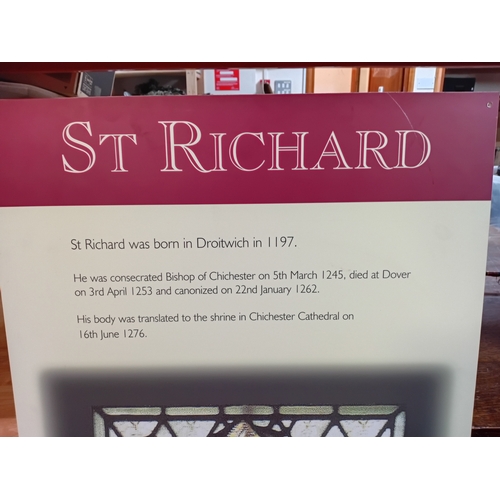 ST RICHARD
St Richard was born in Droitwich in 1197.
He was consecrated Bishop of Chichester on 5th March 1245, died at Dover
on 3rd April 1253 and canonized on 22nd January 1262.
His body was translated to the shrine in Chichester Cathedral on
16th June 1276.